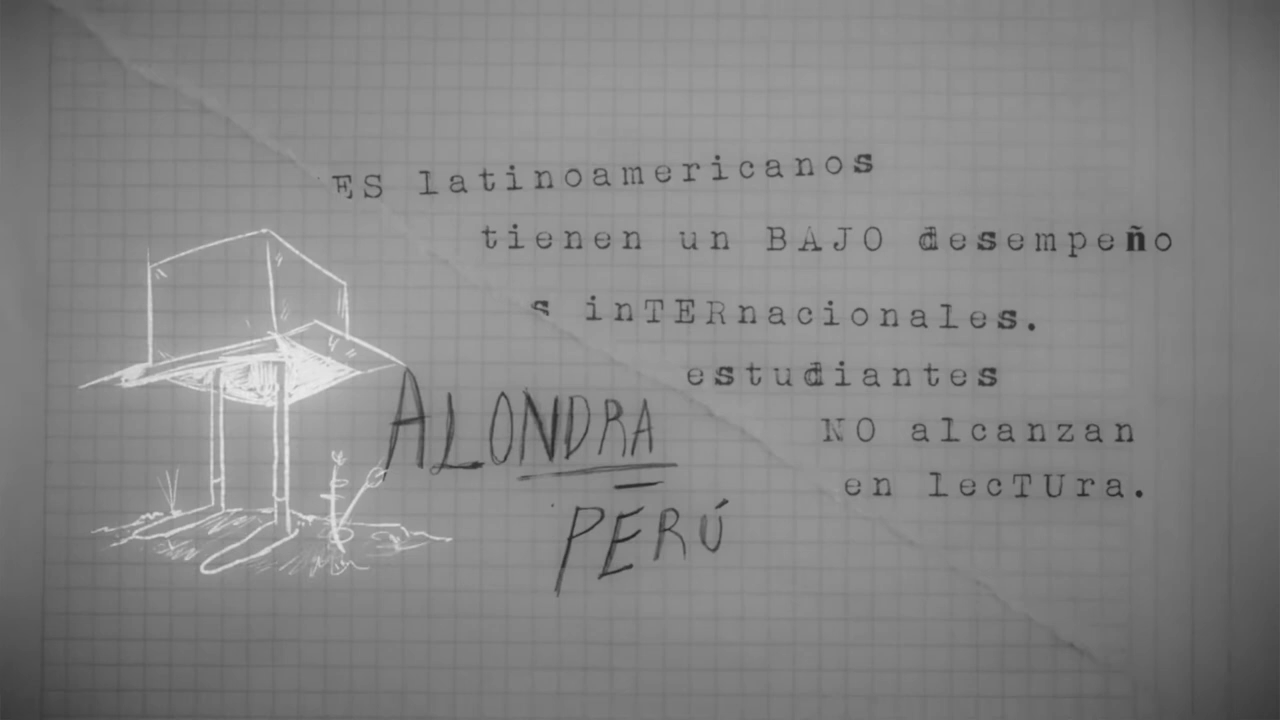 ES latinoamericanos
tienen un BAJO desempeño
s inTERnacionales.
estudiantes
NO alcanzan
en lecTUra.
ALONDRA
PERÚ